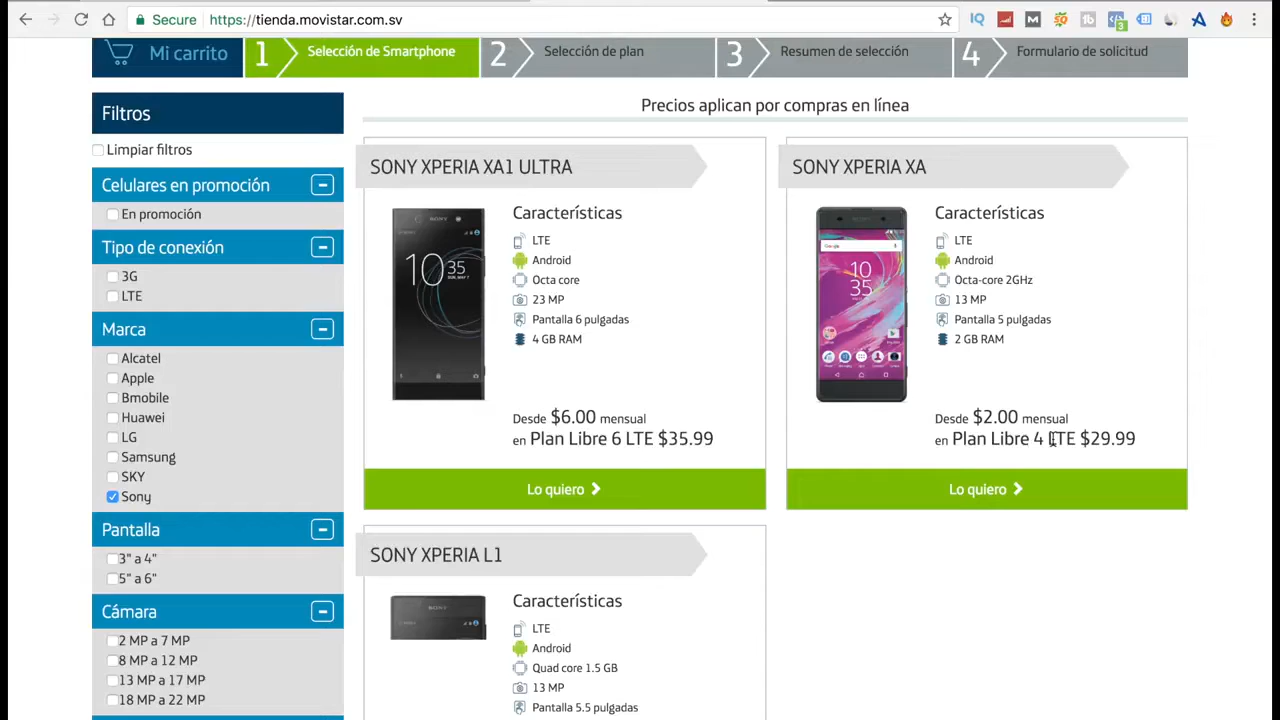 Secure
https://tienda.movistar.com.sv
Mi carrito
1 Selección de Smartphone
2 Selección de plan
3 Resumen de selección
4 Formulario de solicitud
Filtros
Limpiar filtros
Celulares en promoción
En promoción
Tipo de conexión
3G
LTE
Marca
Alcatel
Apple
Bmobile
Huawei
LG
Samsung
SKY
Sony
Pantalla
3" a 4"
5" a 6"
Cámara
2 MP a 7 MP
8 MP a 12 MP
13 MP a 17 MP
18 MP a 22 MP
Precios aplican por compras en línea
SONY XPERIA XA1 ULTRA
SONY
10 35
Características
LTE
Android
Octa core
23 MP
Pantalla 6 pulgadas
4 GB RAM
Desde $6.00 mensual
en Plan Libre 6 LTE $35.99
Lo quiero
SONY XPERIA XA
Google
10
35
Características
LTE
Android
Octa-core 2GHz
13 MP
Pantalla 5 pulgadas
2 GB RAM
Desde $2.00 mensual
en Plan Libre 4 LTE $29.99
Lo quiero
SONY XPERIA L1
SONY
Características
LTE
Android
Quad core 1.5 GB
13 MP
Pantalla 5.5 pulgadas